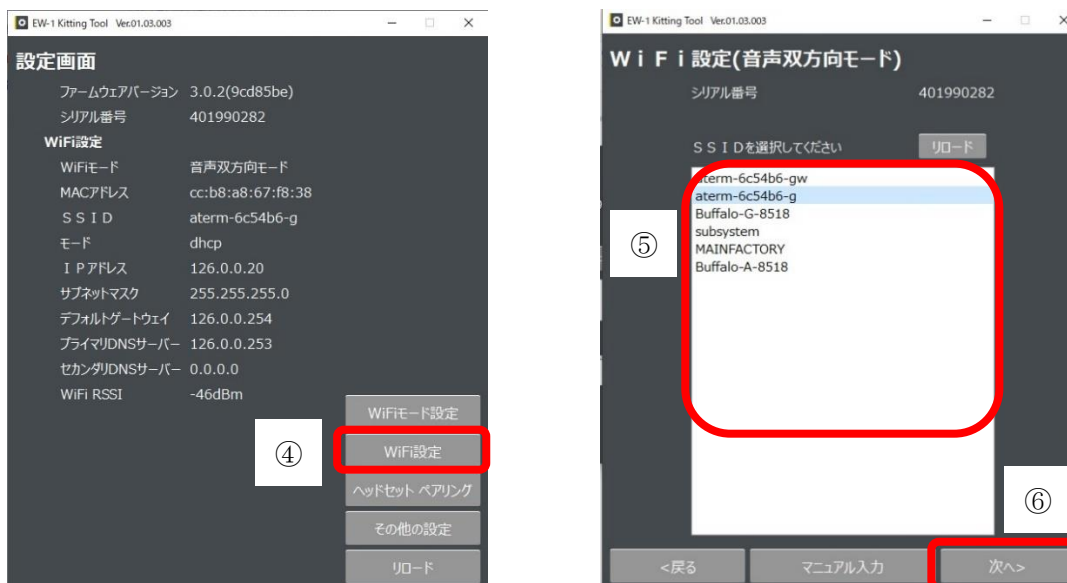 EW-1 Kitting Tool Ver.01.03.003
設定画面
ファームウェアバージョン 3.0.2(9cd85be)
シリアル番号 401990282
WiFi設定
WiFiモード 音声双方向モード
MACアドレス cc:b8:a8:67:f8:38
ＳＳＩＤ aterm-6c54b6-g
モード dhcp
ＩＰアドレス 126.0.0.20
サブネットマスク 255.255.255.0
デフォルトゲートウェイ 126.0.0.254
プライマリDNSサーバー 126.0.0.253
セカンダリDNSサーバー 0.0.0.0
WiFi RSSI -46dBm
WiFiモード設定
④
WiFi設定
ヘッドセット ペアリング
その他の設定
リロード
EW-1 Kitting Tool Ver.01.03.003
ＷｉＦｉ設定(音声双方向モード)
シリアル番号 401990282
ＳＳＩＤを選択してください リロード
aterm-6c54b6-gw
aterm-6c54b6-g
Buffalo-G-8518
subsystem
MAINFACTORY
Buffalo-A-8518
⑤
⑥
<戻る マニュアル入力 次へ>